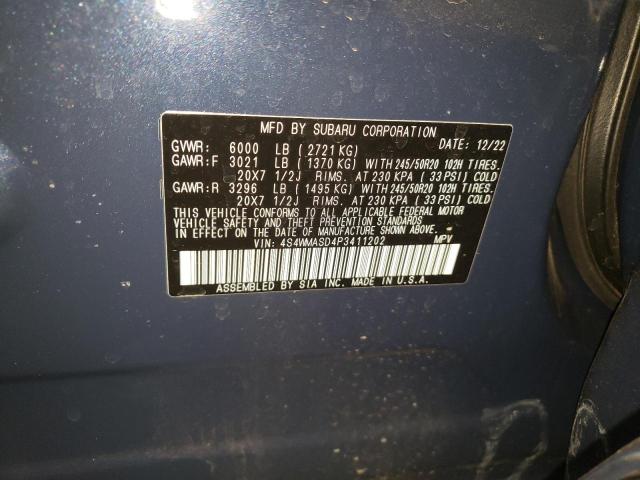 MFD BY SUBARU CORPORATION
GVWR: 6000 LB (2721 KG) DATE: 12/22
GAWR:F 3021 LB (1370 KG) WITH 245/50R20 102H TIRES.
20X7 1/2J RIMS. AT 230 KPA (33 PSI) COLD
GAWR:R 3296 LB (1495 KG) WITH 245/50R20 102H TIRES.
20X7 1/2J RIMS. AT 230 KPA (33 PSI) COLD
THIS VEHICLE CONFORMS TO ALL APPLICABLE FEDERAL MOTOR
VEHICLE SAFETY AND THEFT PREVENTION STANDARDS
IN EFFECT ON THE DATE OF MANUFACTURE SHOWN ABOVE.
VIN: 4S4WMASD4P3411202 MPV
ASSEMBLED BY SIA INC. MADE IN U.S.A.